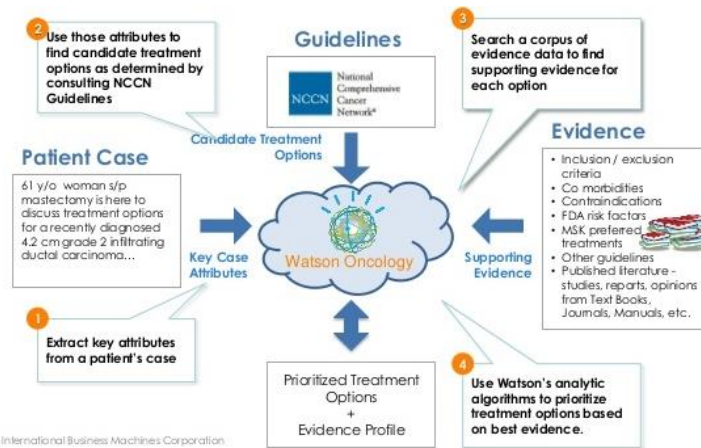 2
Use those attributes to
find candidate treatment
options as determined by
consulting NCCN
Guidelines
Guidelines
NCCN
National
Comprehensive
Cancer
Network®
3
Search a corpus of
evidence data to find
supporting evidence for
each option
Candidate Treatment
Options
Patient Case
61 y/o woman s/p
mastectomy is here to
discuss treatment options
for a recently diagnosed
4.2 cm grade 2 infiltrating
ductal carcinoma...
Key Case
Attributes
Watson Oncology
Supporting
Evidence
Evidence
• Inclusion / exclusion
criteria
• Co morbidities
• Contraindications
• FDA risk factors
• MSK preferred
treatments
• Other guidelines
• Published literature -
studies, reports, opinions
from Text Books,
Journals, Manuals, etc.
1
Extract key attributes
from a patient's case
Prioritized Treatment
Options
+
Evidence Profile
4
Use Watson's analytic
algorithms to prioritize
treatment options based
on best evidence.
International Business Machines Corporation